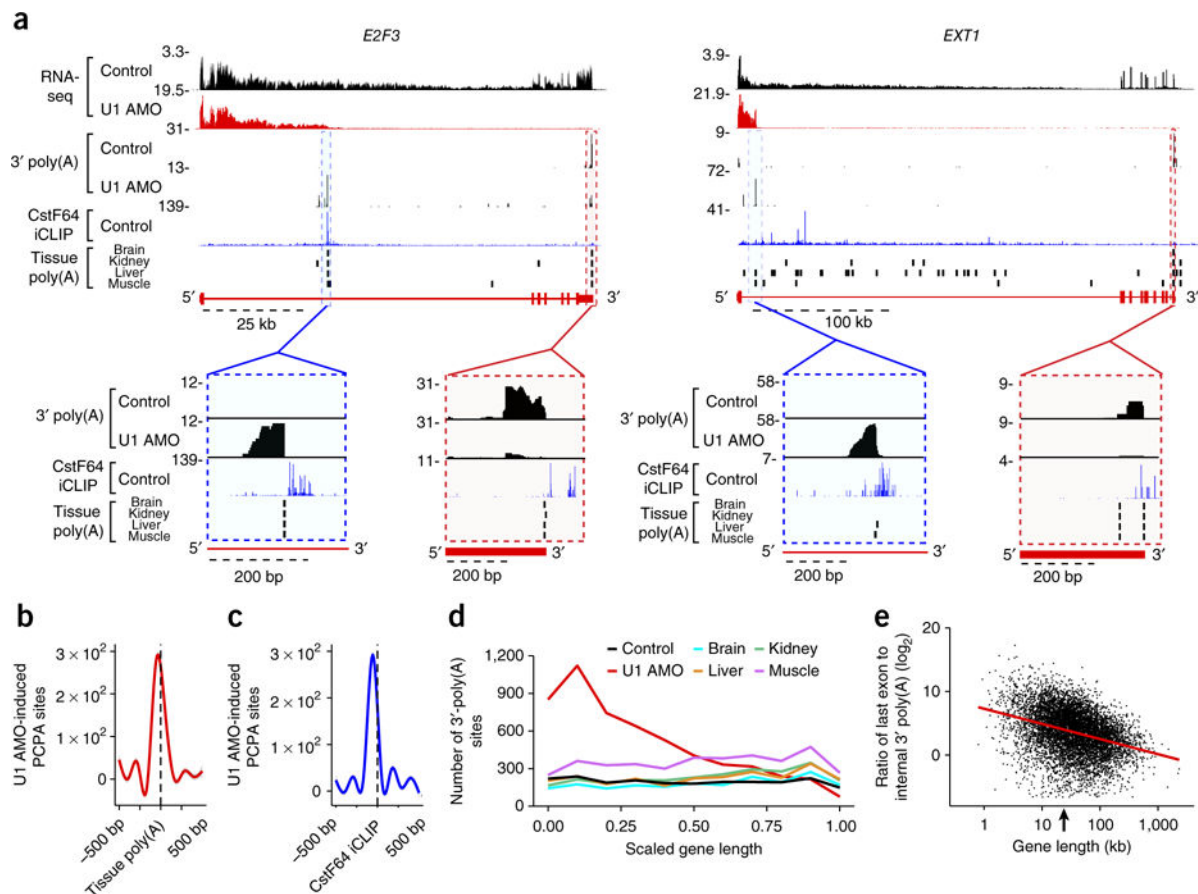 a
E2F3
EXT1
RNA-seq
Control
U1 AMO
3.3-
19.5-
3′ poly(A)
Control
U1 AMO
31-
13-
CstF64 iCLIP
Control
139-
Tissue poly(A)
Brain
Kidney
Liver
Muscle
5′
3′
25 kb
3.9-
21.9-
9-
72-
41-
5′
3′
100 kb
3′ poly(A)
Control
U1 AMO
CstF64 iCLIP
Control
Tissue poly(A)
Brain
Kidney
Liver
Muscle
12-
12-
139-
5′
3′
200 bp
31-
31-
11-
5′
3′
200 bp
3′ poly(A)
Control
U1 AMO
CstF64 iCLIP
Control
Tissue poly(A)
Brain
Kidney
Liver
Muscle
58-
58-
7-
5′
3′
200 bp
9-
9-
4-
5′
3′
200 bp
b
U1 AMO-induced
PCPA sites
3 × 10²
2 × 10²
1 × 10²
0
−500 bp
Tissue poly(A)
500 bp
c
U1 AMO-induced
PCPA sites
3 × 10²
2 × 10²
1 × 10²
0
−500 bp
CstF64 iCLIP
500 bp
d
Number of 3′-poly(A)
sites
Control Brain Kidney
U1 AMO Liver Muscle
1,200
900
600
300
0
0.00 0.25 0.50 0.75 1.00
Scaled gene length
e
Ratio of last exon to
internal 3′ poly(A) (log₂)
20
10
0
1 10 100 1,000
Gene length (kb)